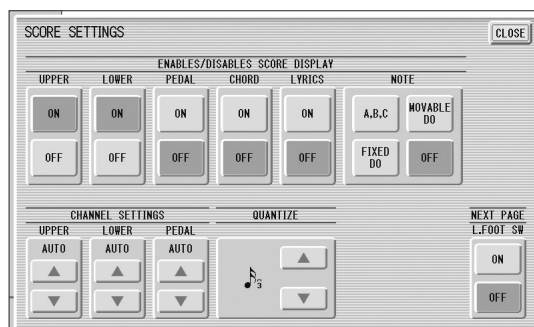 SCORE SETTINGS CLOSE
ENABLES/DISABLES SCORE DISPLAY
UPPER LOWER PEDAL CHORD LYRICS NOTE
ON ON ON ON ON A,B,C MOVABLE DO
OFF OFF OFF OFF OFF FIXED DO OFF
CHANNEL SETTINGS QUANTIZE NEXT PAGE
UPPER LOWER PEDAL L.FOOT SW
AUTO AUTO AUTO ON
3
OFF